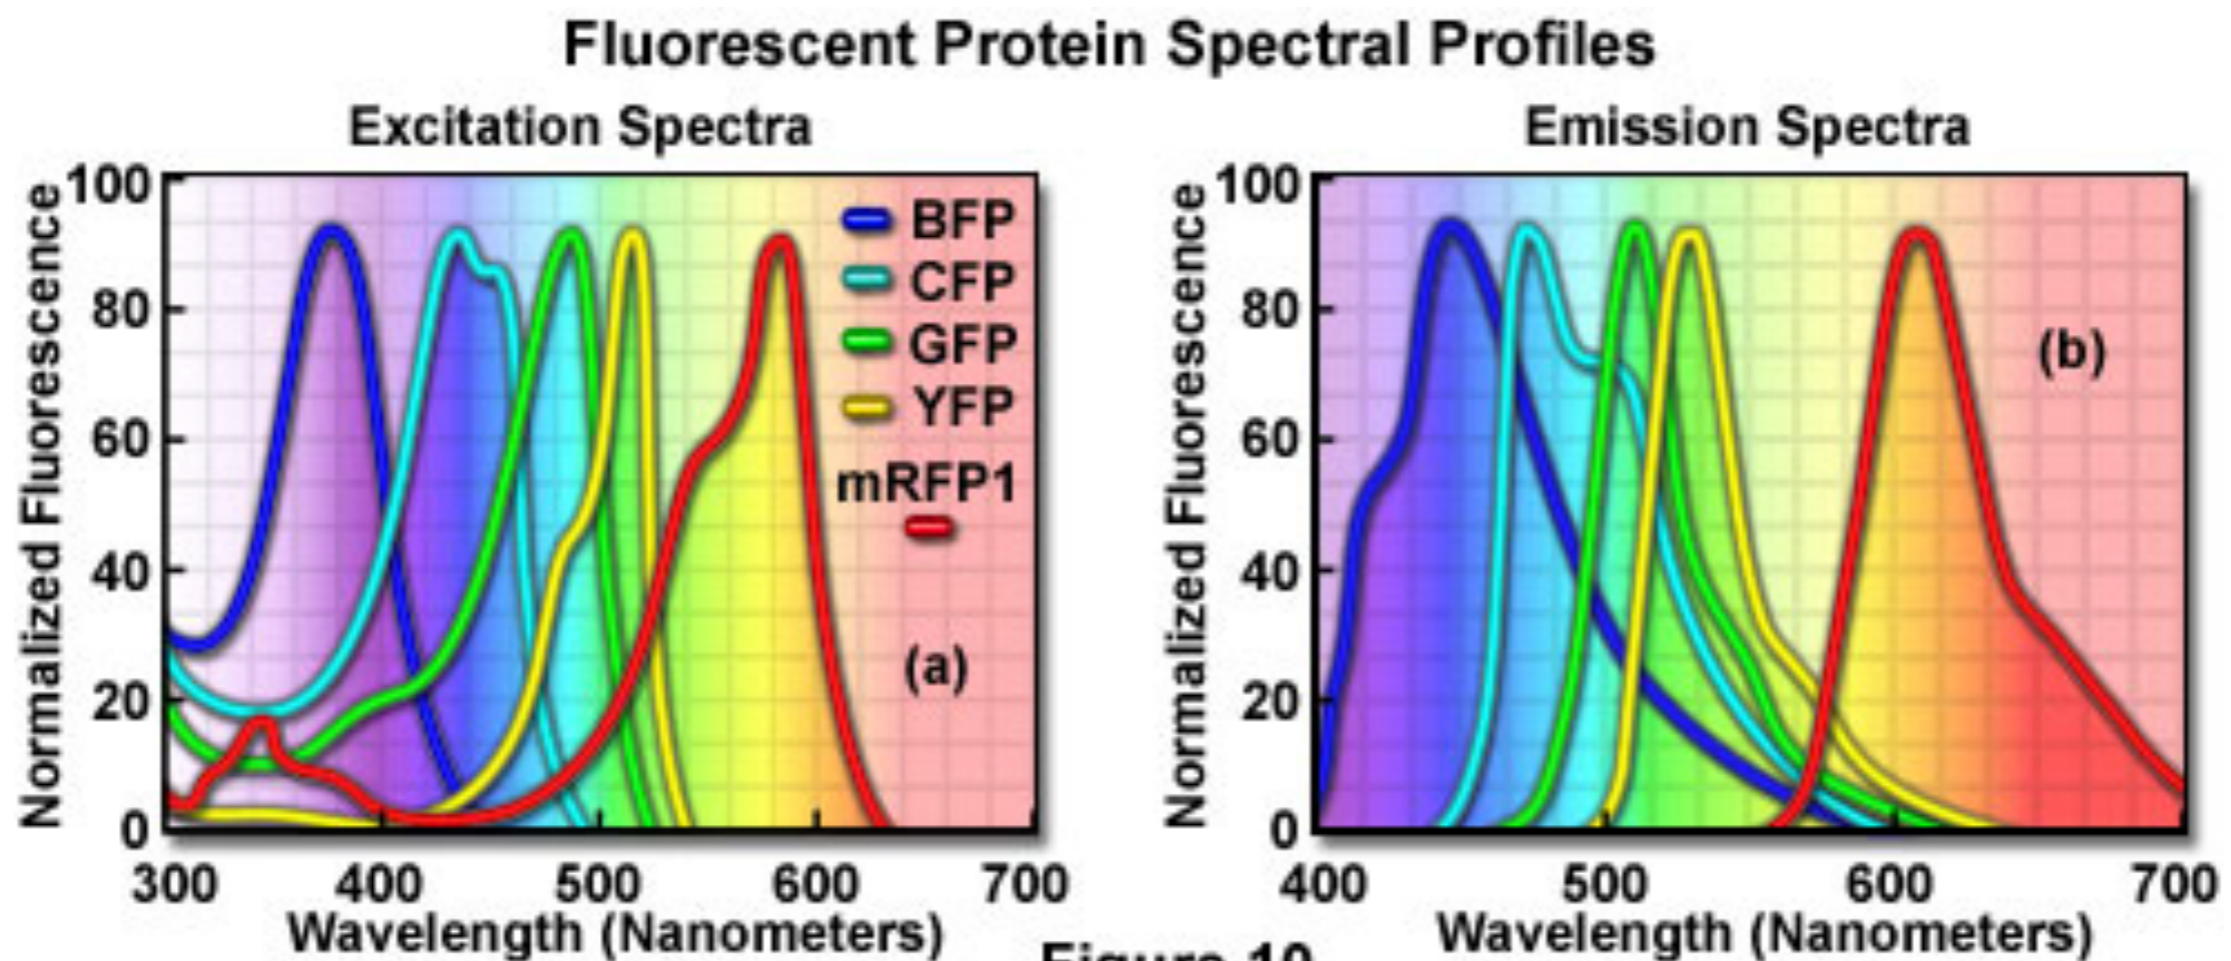 Fluorescent Protein Spectral Profiles
Excitation Spectra
Normalized Fluorescence
100
80
60
40
20
0
BFP
CFP
GFP
YFP
mRFP1
(a)
300 400 500 600 700
Wavelength (Nanometers)
Emission Spectra
Normalized Fluorescence
100
80
60
40
20
0
(b)
400 500 600 700
Wavelength (Nanometers)
Figure 10